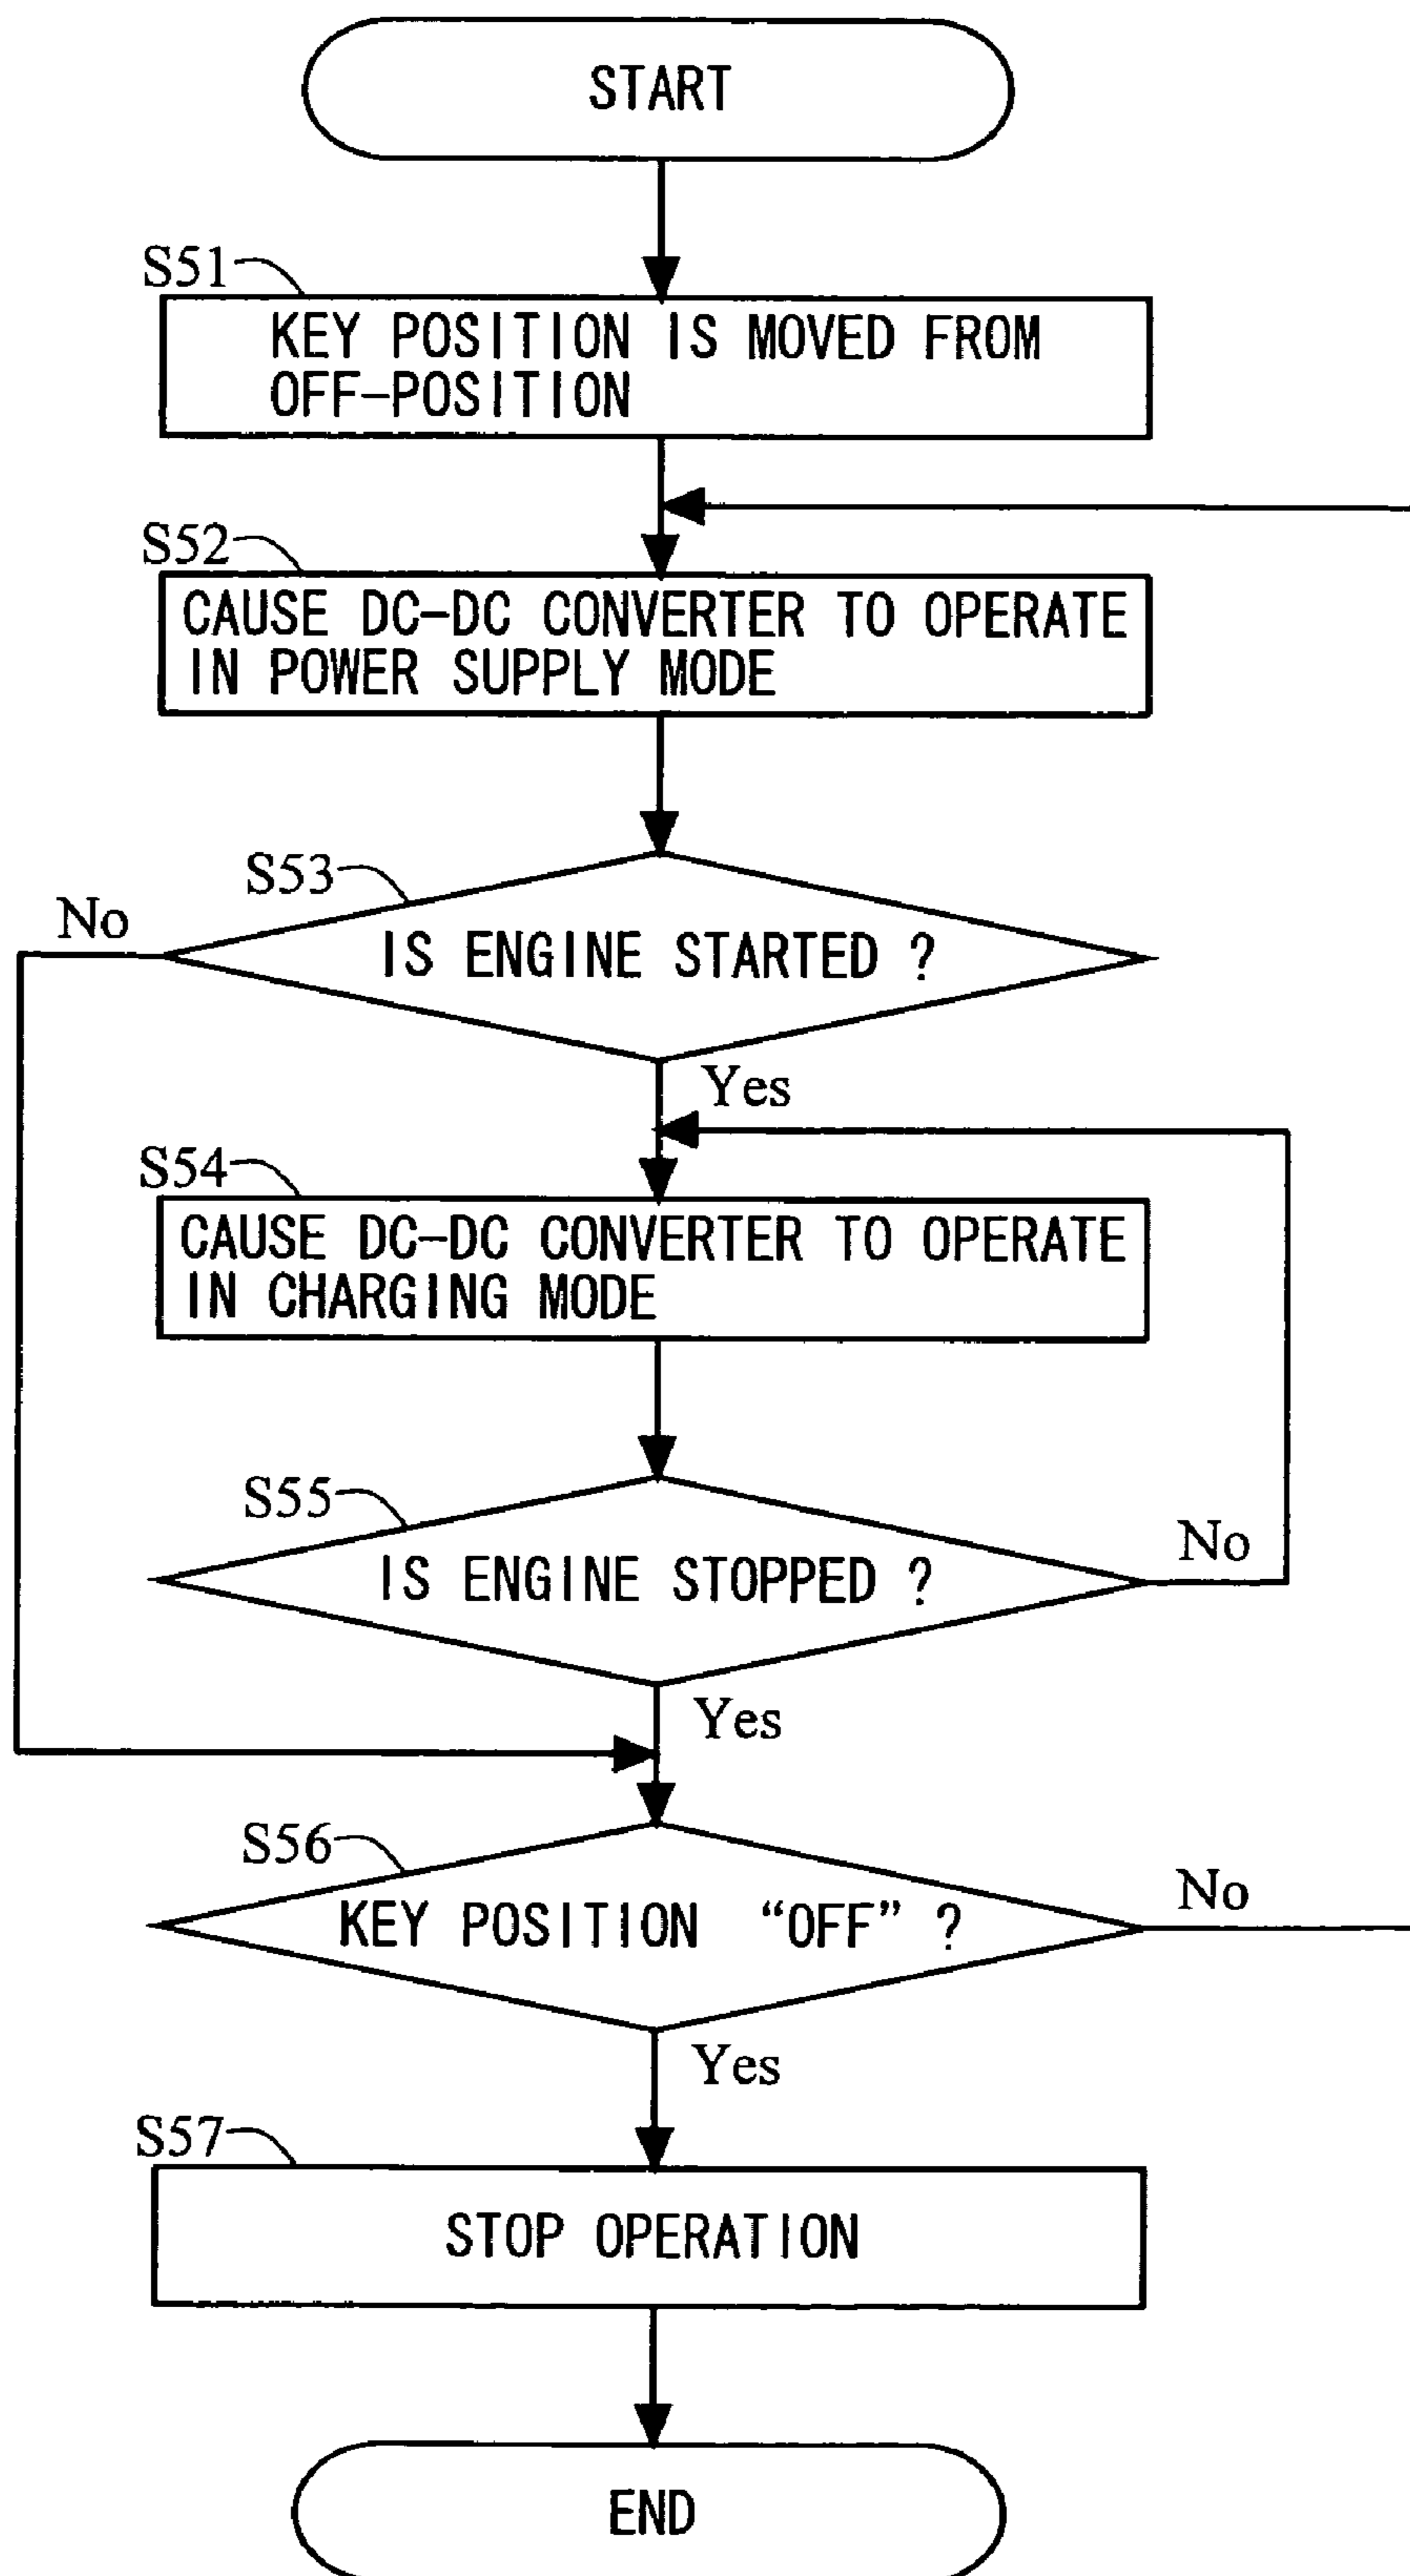 START
S51
KEY POSITION IS MOVED FROM
OFF-POSITION
S52
CAUSE DC-DC CONVERTER TO OPERATE
IN POWER SUPPLY MODE
S53
No
IS ENGINE STARTED ?
Yes
S54
CAUSE DC-DC CONVERTER TO OPERATE
IN CHARGING MODE
S55
IS ENGINE STOPPED ?
No
Yes
S56
KEY POSITION “OFF” ?
No
Yes
S57
STOP OPERATION
END